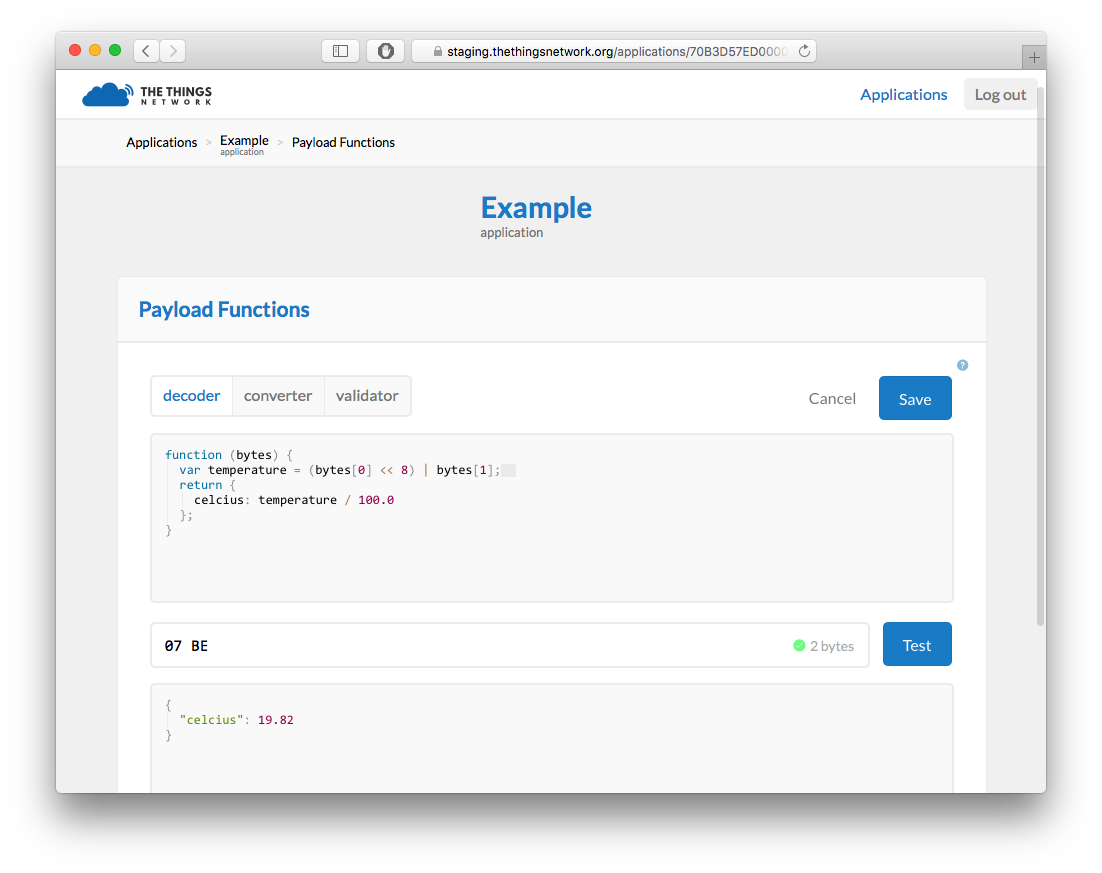 staging.thethingsnetwork.org/applications/70B3D57ED0000
THE THINGS
NETWORK
Applications
Log out
Applications > Example > Payload Functions
application
Example
application
Payload Functions
?
decoder converter validator
Cancel
Save
function (bytes) {
  var temperature = (bytes[0] << 8) | bytes[1];
  return {
    celcius: temperature / 100.0
  };
}
07 BE
2 bytes
Test
{
  "celcius": 19.82
}